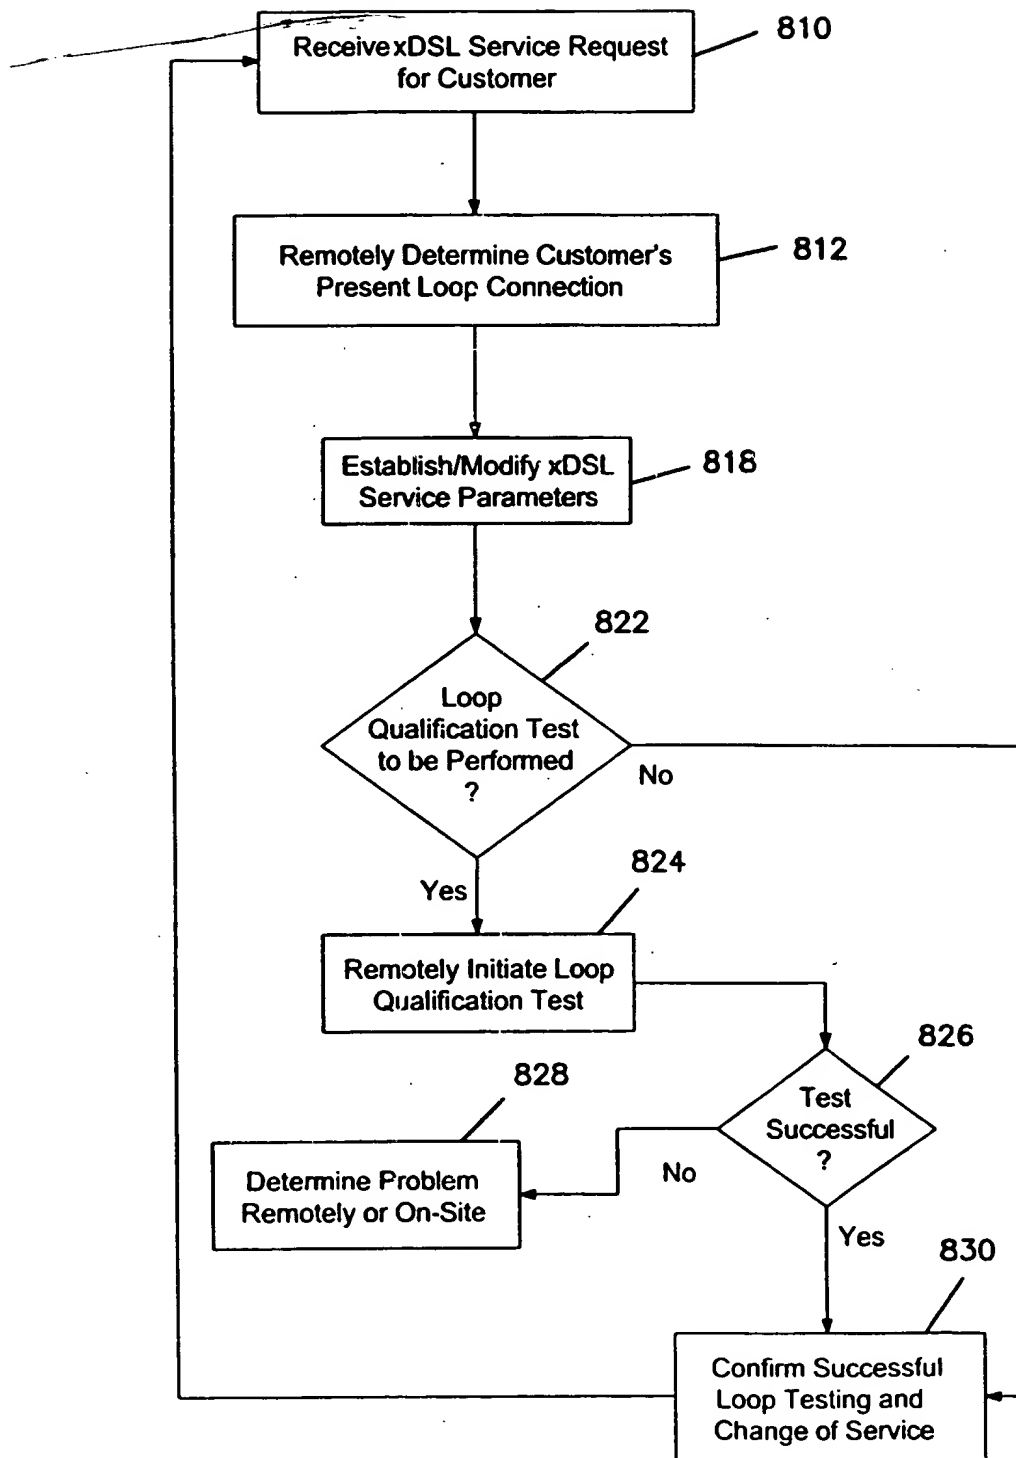 Receive xDSL Service Request
for Customer
810
Remotely Determine Customer's
Present Loop Connection
812
Establish/Modify xDSL
Service Parameters
818
822
Loop
Qualification Test
to be Performed
?
No
Yes
824
Remotely Initiate Loop
Qualification Test
826
Test
Successful
?
828
No
Determine Problem
Remotely or On-Site
Yes
830
Confirm Successful
Loop Testing and
Change of Service